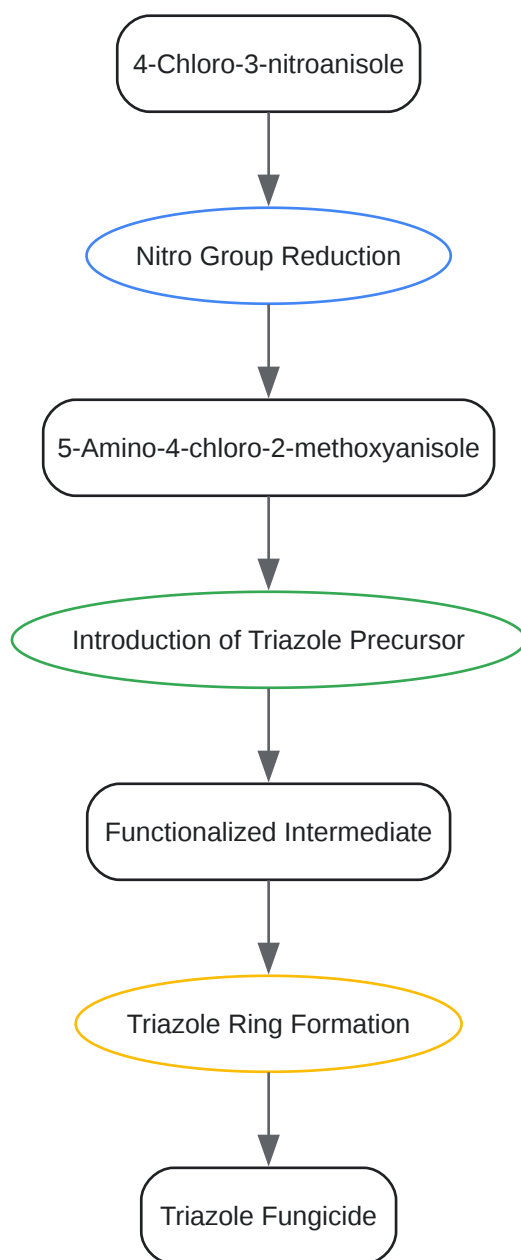 4-Chloro-3-nitroanisole
Nitro Group Reduction
5-Amino-4-chloro-2-methoxyanisole
Introduction of Triazole Precursor
Functionalized Intermediate
Triazole Ring Formation
Triazole Fungicide